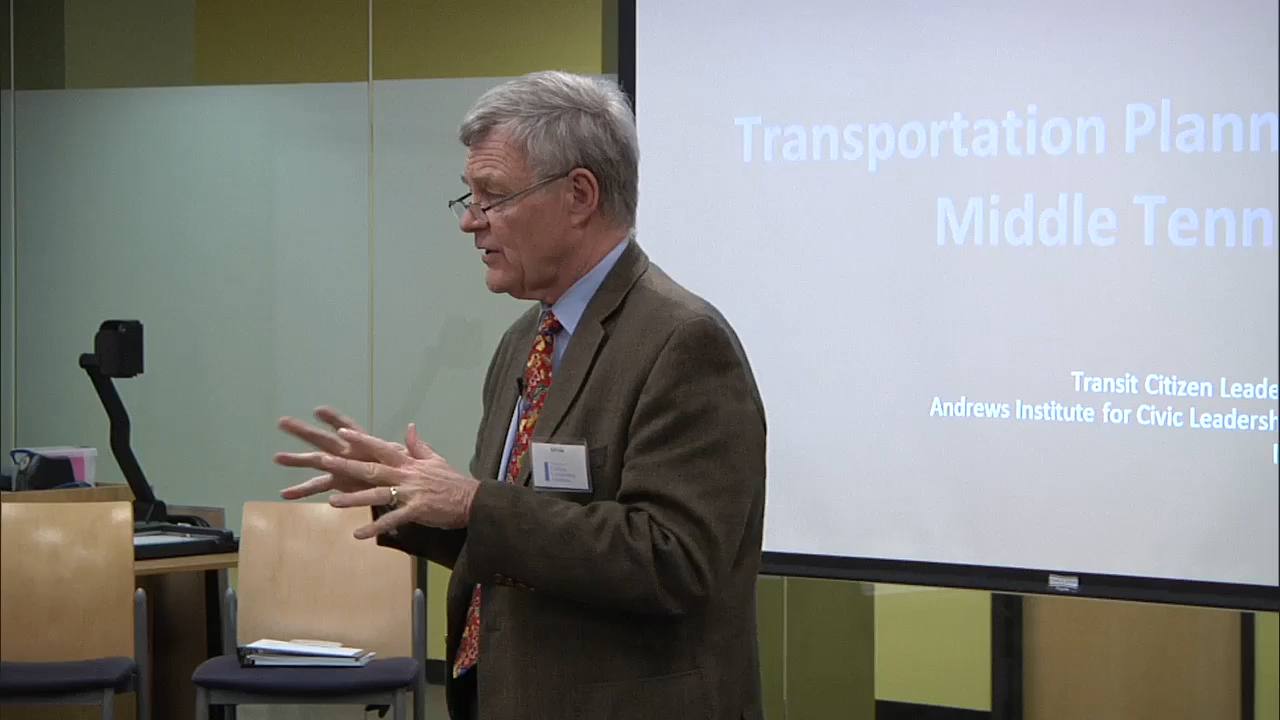 Transportation Plann
Middle Tenn
Transit Citizen Leade
Andrews Institute for Civic Leadersh